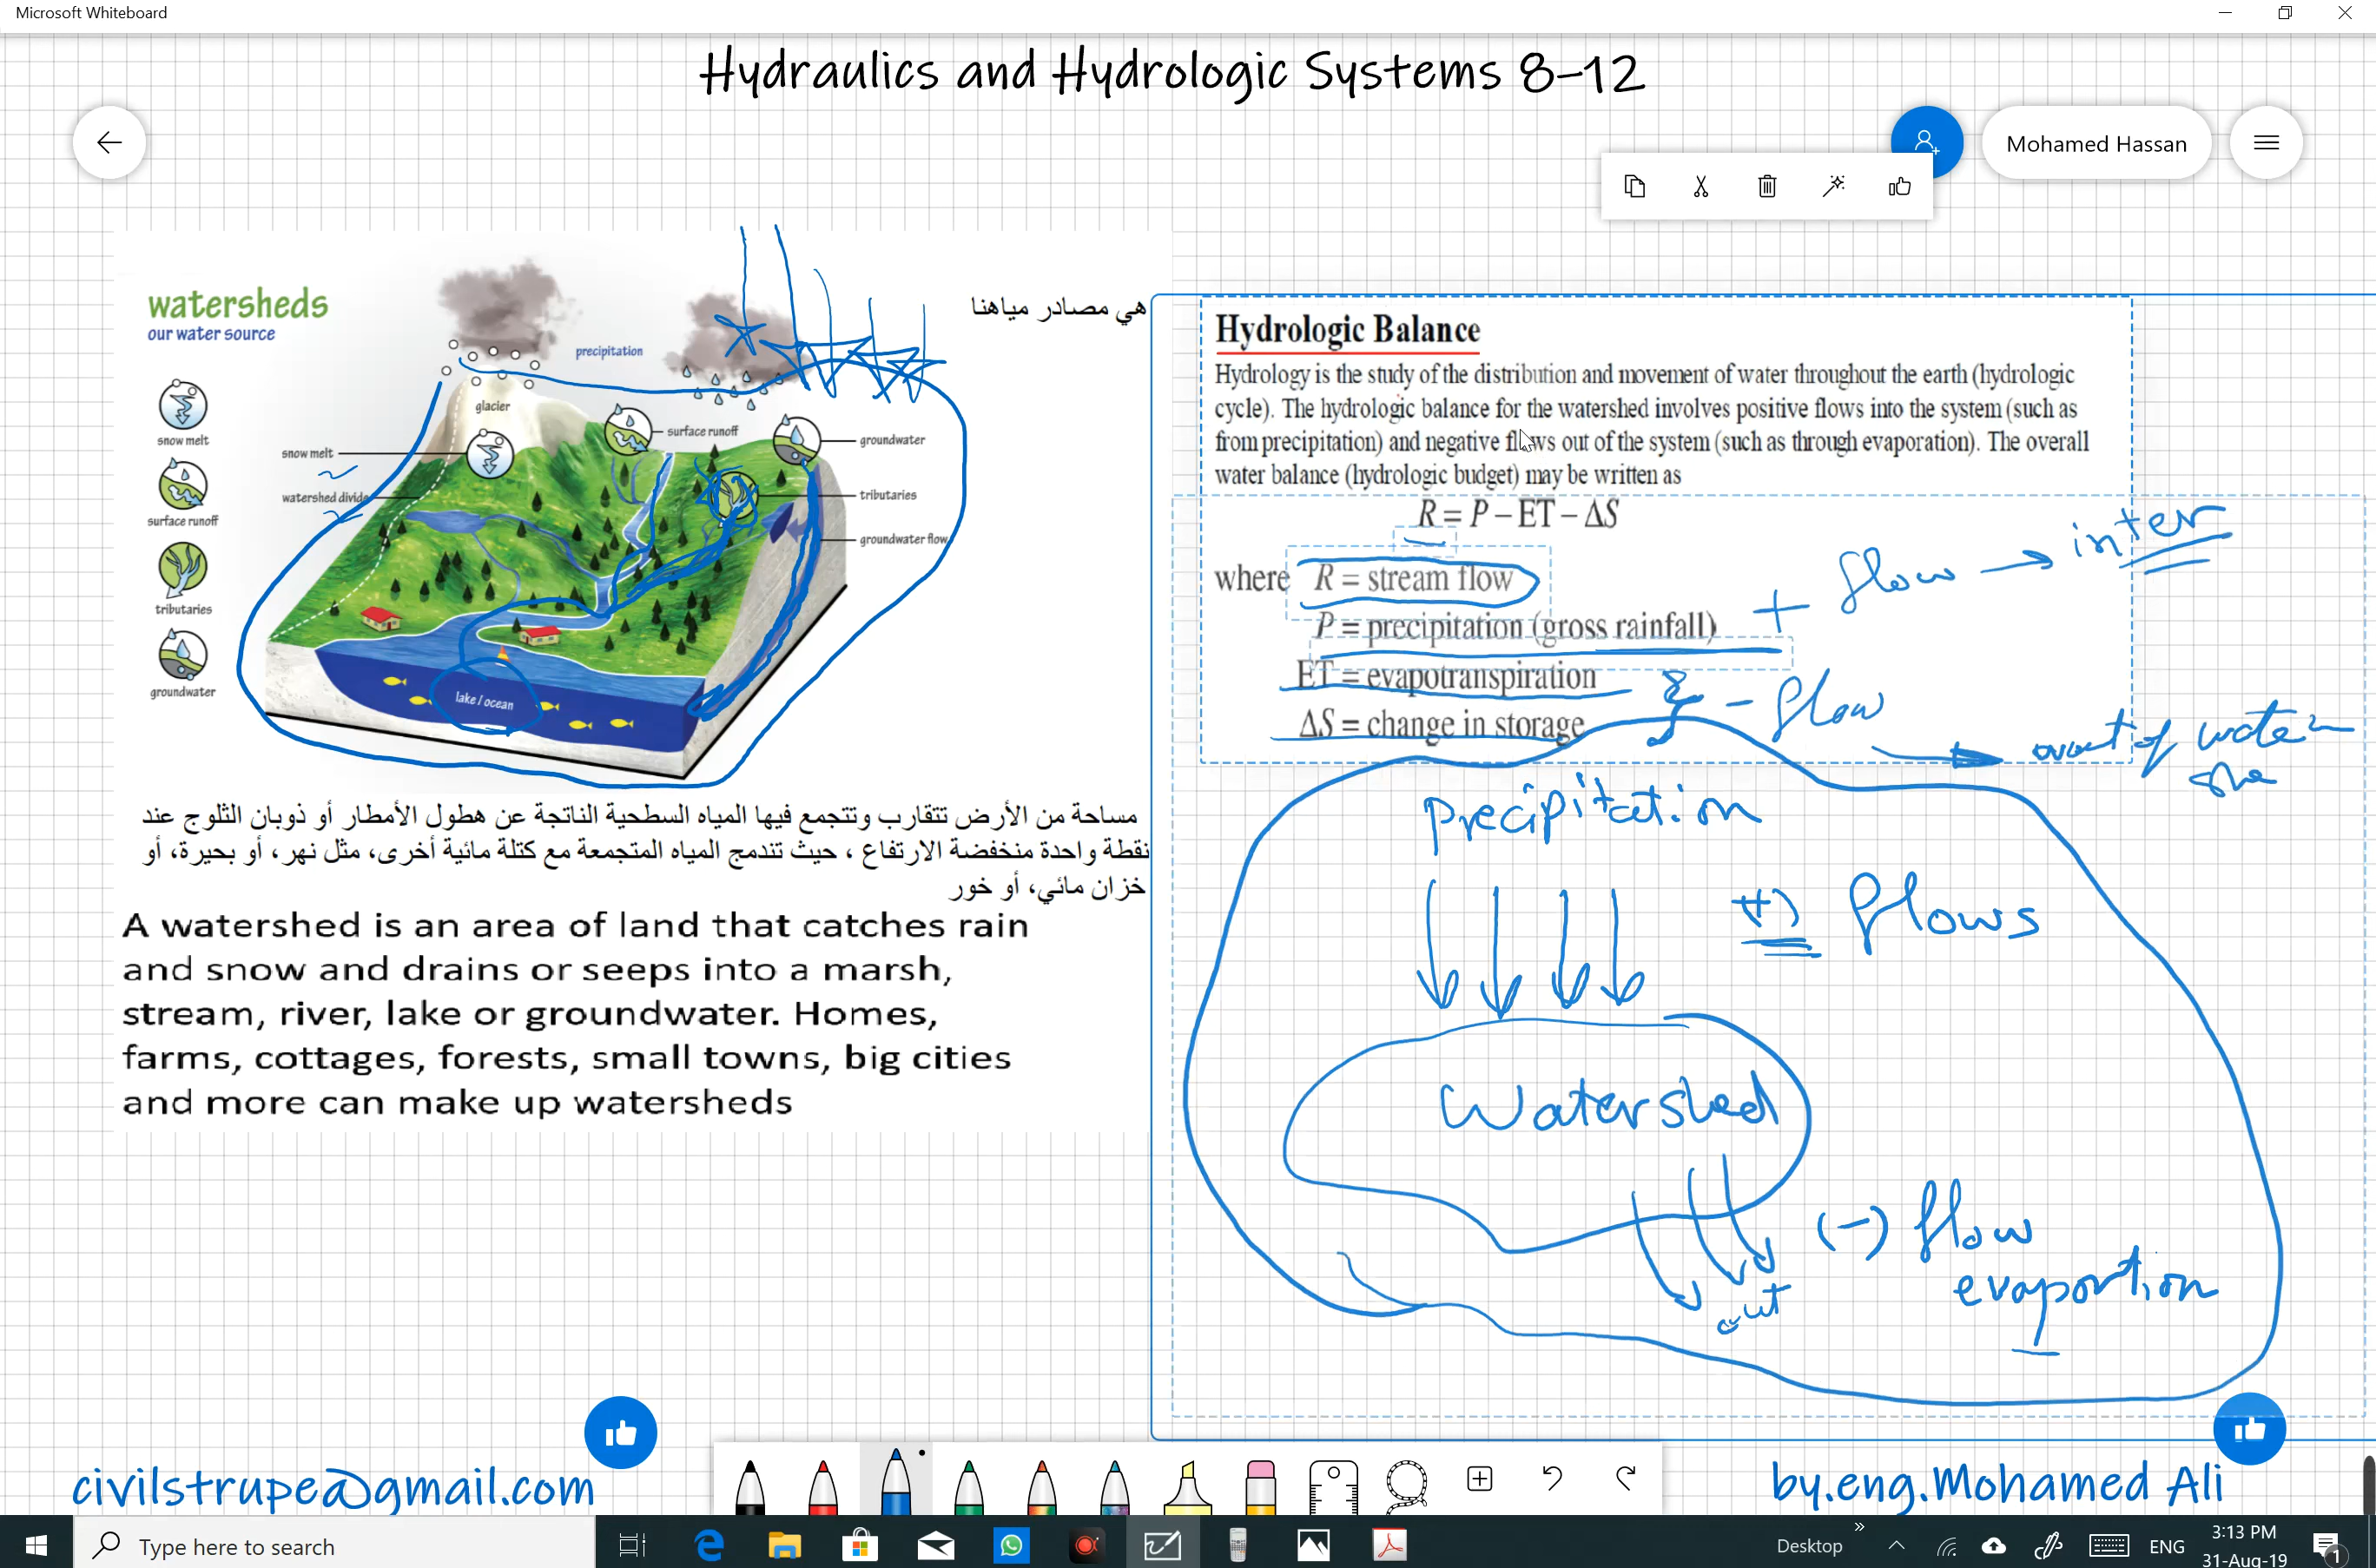 Microsoft Whiteboard
Hydraulics and Hydrologic Systems 8-12
Mohamed Hassan
watersheds
our water source
هي مصادر مياهنا
precipitation
glacier
snow melt
surface runoff
groundwater
snow melt
watershed divide
tributaries
surface runoff
groundwater flow
tributaries
lake / ocean
groundwater
مساحة من الأرض تتقارب وتتجمع فيها المياه السطحية الناتجة عن هطول الأمطار أو ذوبان الثلوج عند
نقطة واحدة منخفضة الارتفاع ، حيث تندمج المياه المتجمعة مع كتلة مائية أخرى، مثل نهر، أو بحيرة، أو
خزان مائي، أو خور
A watershed is an area of land that catches rain
and snow and drains or seeps into a marsh,
stream, river, lake or groundwater. Homes,
farms, cottages, forests, small towns, big cities
and more can make up watersheds
Hydrologic Balance
Hydrology is the study of the distribution and movement of water throughout the earth (hydrologic
cycle). The hydrologic balance for the watershed involves positive flows into the system (such as
from precipitation) and negative flows out of the system (such as through evaporation). The overall
water balance (hydrologic budget) may be written as
R = P – ET – ΔS
where R = stream flow
P = precipitation (gross rainfall)
ET = evapotranspiration
ΔS = change in storage
+ flow → inter
- flow
of water
precipitation
(+) flows
Watershed
(-) flow
evaportion
out
civilstrupe@gmail.com
by.eng.Mohamed Ali
Type here to search
Desktop
ENG
3:13 PM
31-Aug-19
1